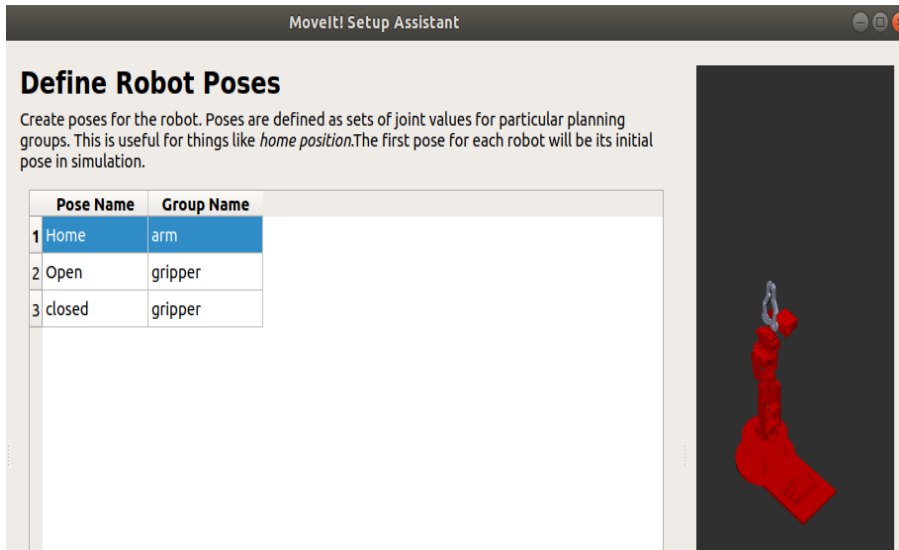 MoveIt! Setup Assistant
Define Robot Poses
Create poses for the robot. Poses are defined as sets of joint values for particular planning
groups. This is useful for things like home position.The first pose for each robot will be its initial
pose in simulation.
Pose Name Group Name
1 Home arm
2 Open gripper
3 closed gripper